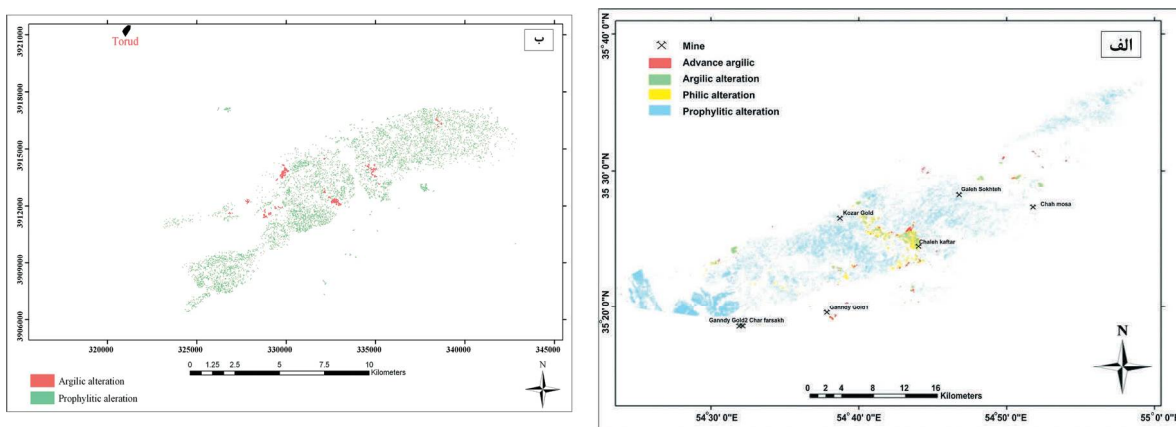 ب
Torud
3921000
3918000
3915000
3912000
3909000
3906000
320000 325000 330000 335000 340000 345000
0 1.25 2.5 5 7.5 10
Kilometers
N
Argilic alteration
Prophylitic aleration
الف
Mine
Advance argilic
Argilic alteration
Philic alteration
Prophylitic alteration
35°40' 0"N
35°30' 0"N
35°20' 0"N
Galeh Sokhteh
Chah mosa
Kozar Gold
Chaleh kaftar
Ganndy Gold1
Ganndy Gold2 Char farsakh
N
0 2 4 8 12 16
Kilometers
54°30' 0"E 54°40' 0"E 54°50' 0"E 55°0' 0"E